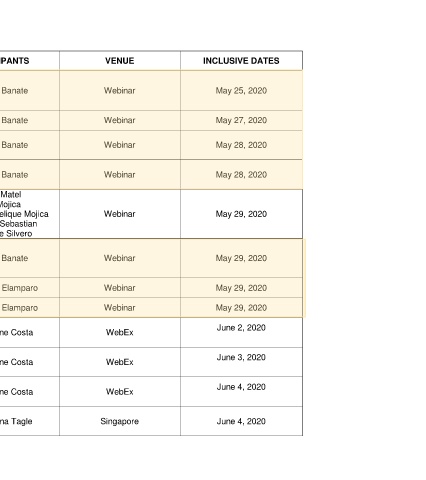 IPANTS VENUE INCLUSIVE DATES
Banate Webinar May 25, 2020
Banate Webinar May 27, 2020
Banate Webinar May 28, 2020
Banate Webinar May 28, 2020
Matel
Mojica
elique Mojica Webinar May 29, 2020
Sebastian
e Silvero
Banate Webinar May 29, 2020
Elamparo Webinar May 29, 2020
Elamparo Webinar May 29, 2020
ne Costa WebEx June 2, 2020
ne Costa WebEx June 3, 2020
ne Costa WebEx June 4, 2020
na Tagle Singapore June 4, 2020